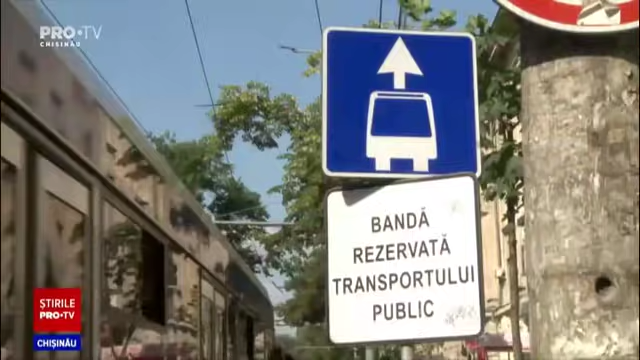 PRO•TV
CHIȘINĂU
BANDĂ
REZERVATĂ
TRANSPORTULUI
PUBLIC
ȘTIRILE
PRO•TV
CHIȘINĂU